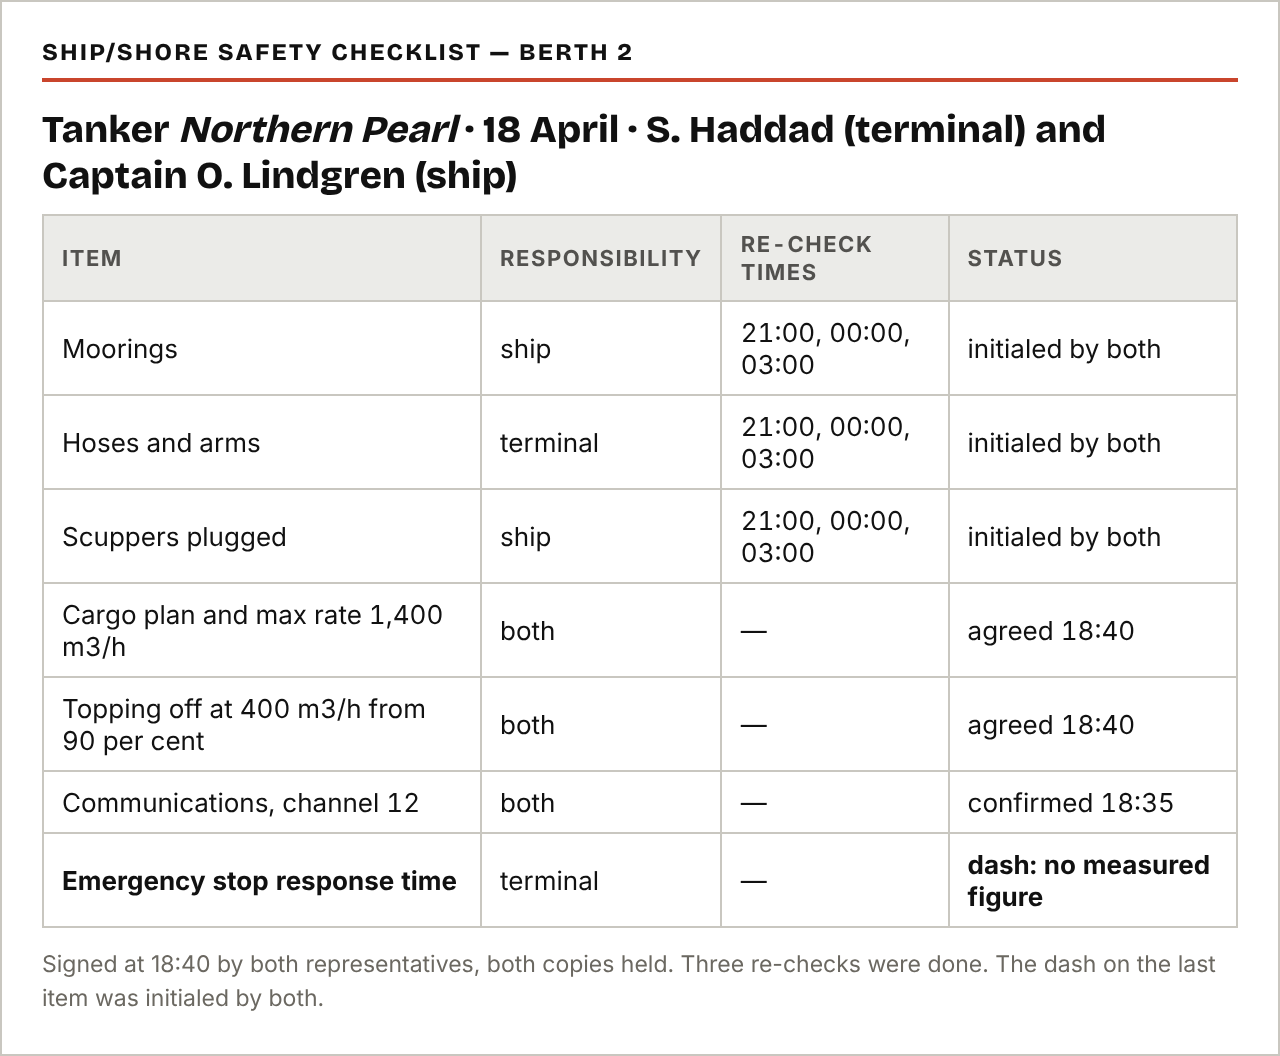 SHIP/SHORE SAFETY CHECKLIST — BERTH 2
Tanker Northern Pearl · 18 April · S. Haddad (terminal) and
Captain O. Lindgren (ship)
ITEM
RESPONSIBILITY
RE-CHECK
TIMES
STATUS
Moorings
ship
21:00, 00:00,
03:00
initialed by both
Hoses and arms
terminal
21:00, 00:00,
03:00
initialed by both
Scuppers plugged
ship
21:00, 00:00,
03:00
initialed by both
Cargo plan and max rate 1,400
m3/h
both
—
agreed 18:40
Topping off at 400 m3/h from
90 per cent
both
—
agreed 18:40
Communications, channel 12
both
—
confirmed 18:35
Emergency stop response time
terminal
—
dash: no measured
figure
Signed at 18:40 by both representatives, both copies held. Three re-checks were done. The dash on the last
item was initialed by both.